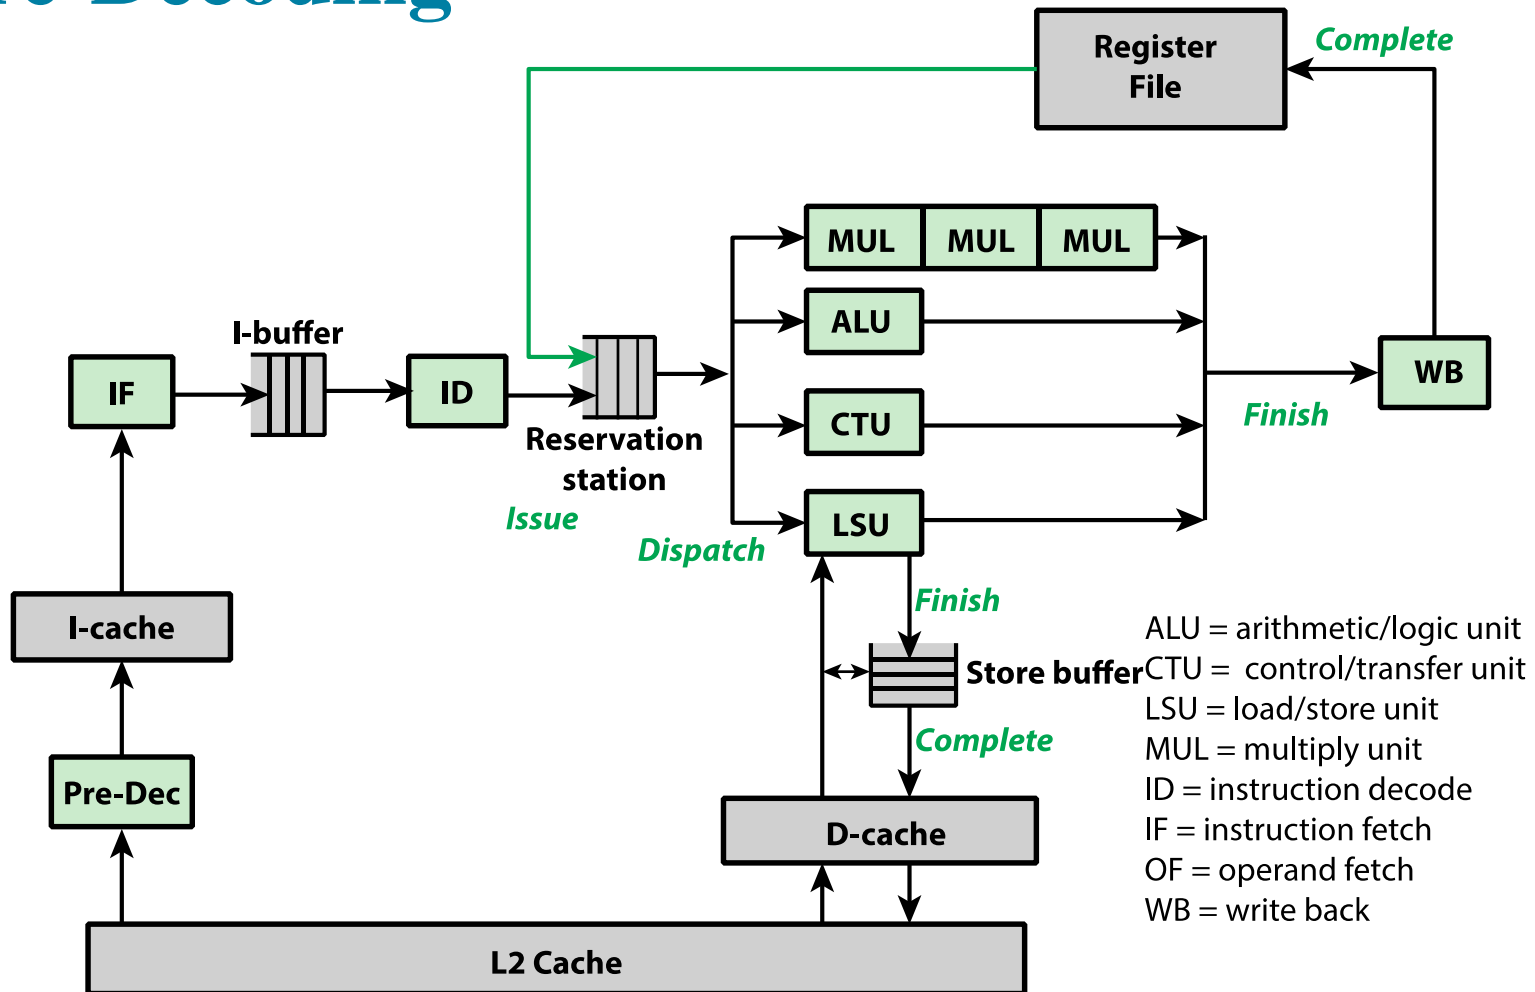 Decoding
Register
File
Complete
MUL MUL MUL
ALU
I-buffer
IF
ID
WB
CTU
Finish
Reservation
station
Issue
LSU
Dispatch
Finish
I-cache
Store buffer
Complete
Pre-Dec
D-cache
L2 Cache
ALU = arithmetic/logic unit
CTU = control/transfer unit
LSU = load/store unit
MUL = multiply unit
ID = instruction decode
IF = instruction fetch
OF = operand fetch
WB = write back